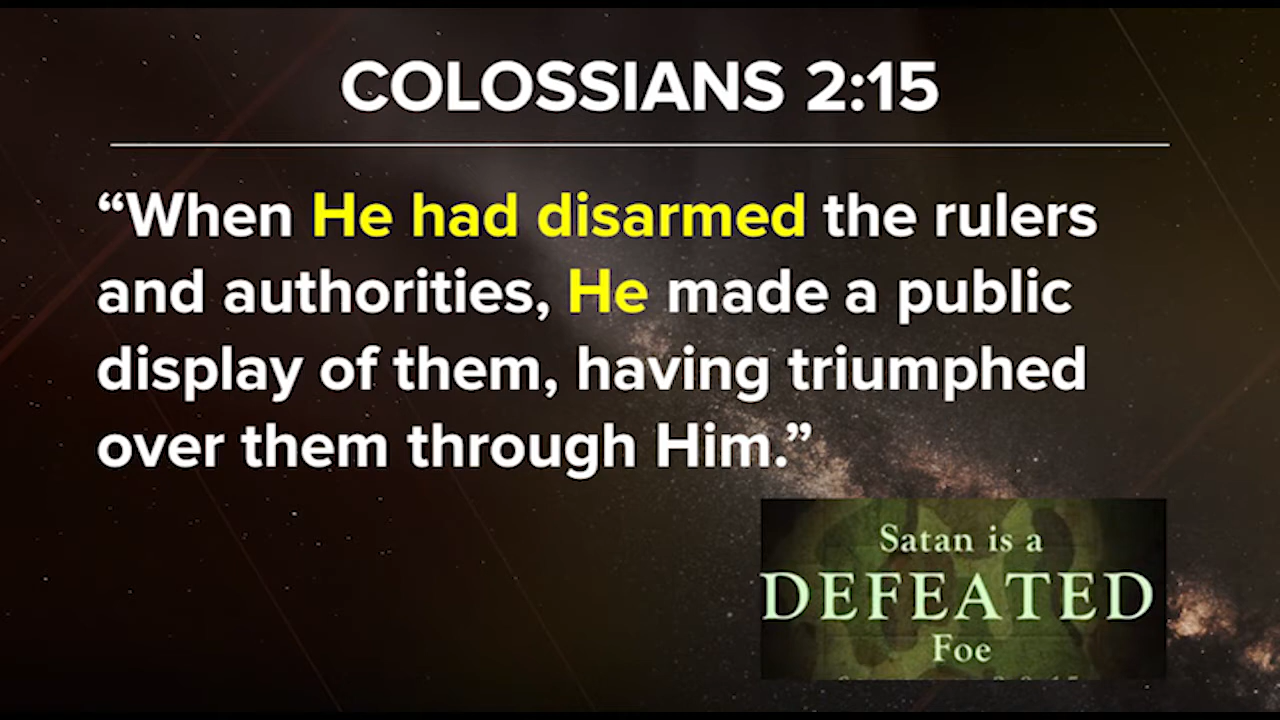 COLOSSIANS 2:15
“When He had disarmed the rulers
and authorities, He made a public
display of them, having triumphed
over them through Him.”
Satan is a
DEFEATED
Foe